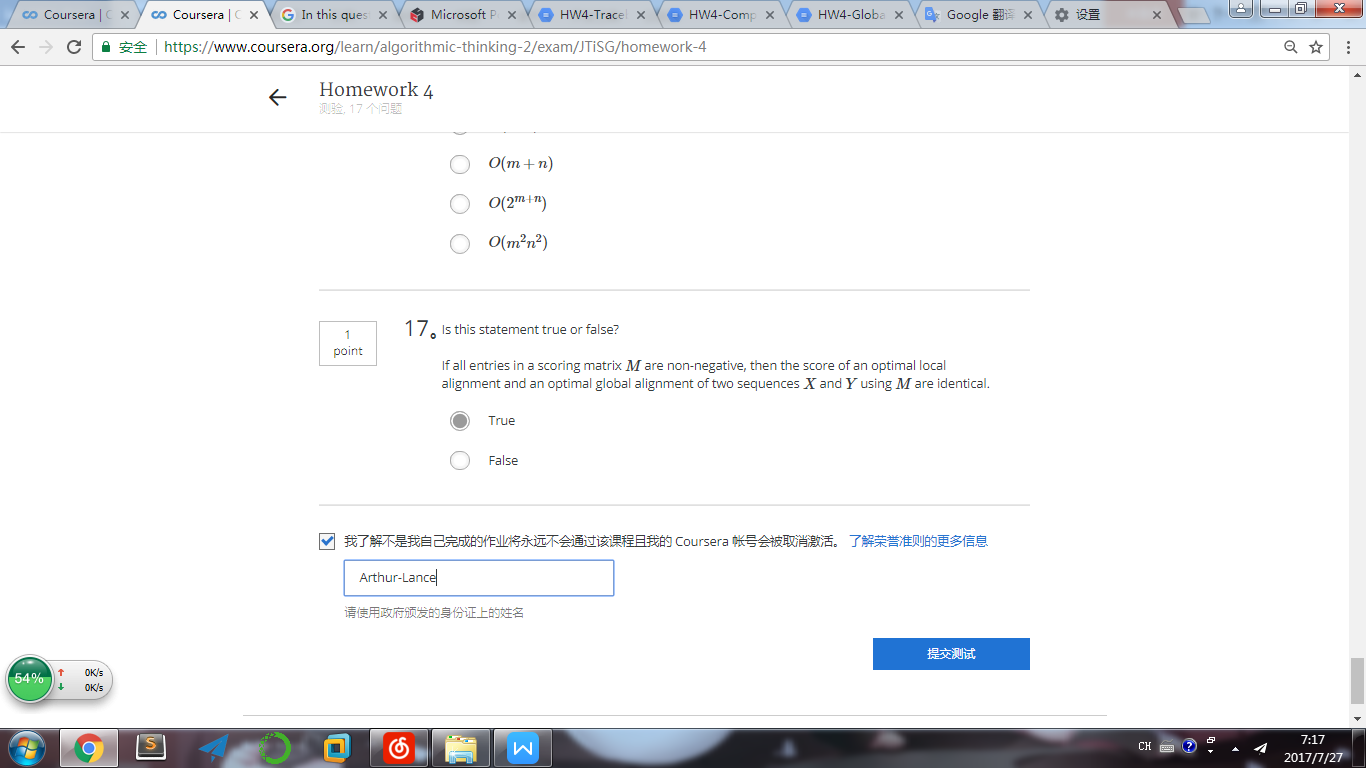 Coursera | C
Coursera | C
In this ques
Microsoft P
HW4-Tracel
HW4-Comp
HW4-Globa
Google 翻译
设置
安全
https://www.coursera.org/learn/algorithmic-thinking-2/exam/JTiSG/homework-4
Homework 4
测验, 17 个问题
O(m + n)
O(2^{m+n})
O(m²n²)
1
point
17。
Is this statement true or false?
If all entries in a scoring matrix M are non-negative, then the score of an optimal local
alignment and an optimal global alignment of two sequences X and Y using M are identical.
True
False
我了解不是我自己完成的作业将永远不会通过该课程且我的 Coursera 帐号会被取消激活。 了解荣誉准则的更多信息
Arthur-Lance
请使用政府颁发的身份证上的姓名
提交测试
54%
0K/s
0K/s
CH
7:17
2017/7/27